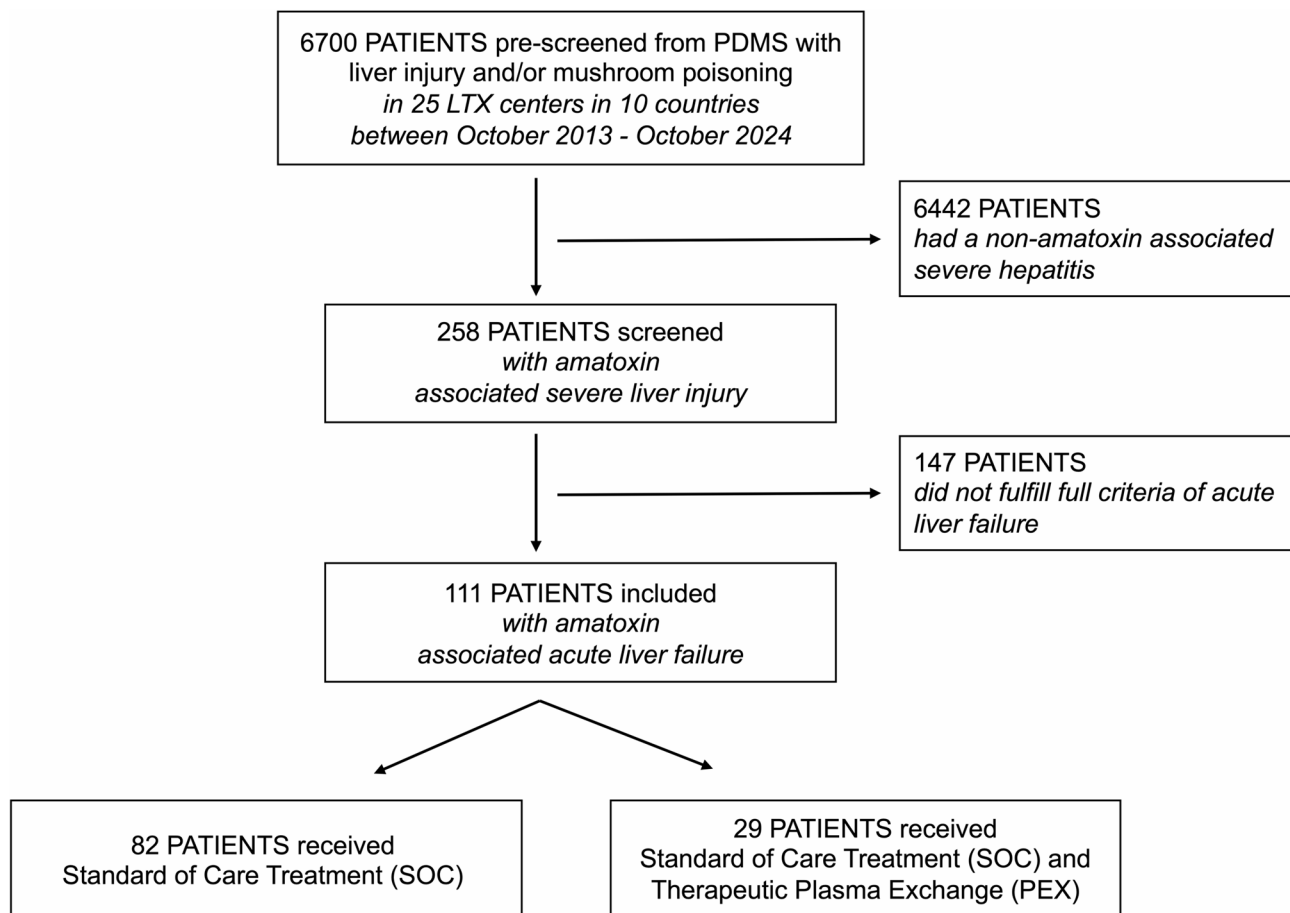 6700 PATIENTS pre-screened from PDMS with
liver injury and/or mushroom poisoning
in 25 LTX centers in 10 countries
between October 2013 - October 2024
6442 PATIENTS
had a non-amatoxin associated
severe hepatitis
258 PATIENTS screened
with amatoxin
associated severe liver injury
147 PATIENTS
did not fulfill full criteria of acute
liver failure
111 PATIENTS included
with amatoxin
associated acute liver failure
82 PATIENTS received
Standard of Care Treatment (SOC)
29 PATIENTS received
Standard of Care Treatment (SOC) and
Therapeutic Plasma Exchange (PEX)